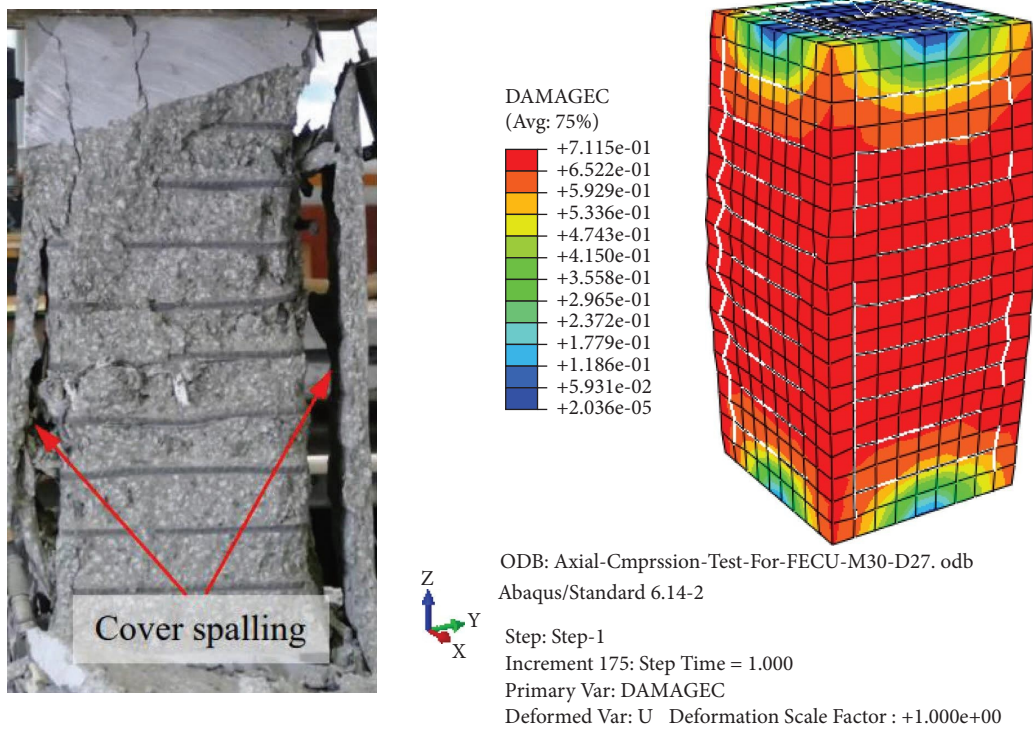 Cover spalling
DAMAGEC
(Avg: 75%)
+7.115e-01
+6.522e-01
+5.929e-01
+5.336e-01
+4.743e-01
+4.150e-01
+3.558e-01
+2.965e-01
+2.372e-01
+1.779e-01
+1.186e-01
+5.931e-02
+2.036e-05
ODB: Axial-Cmprssion-Test-For-FECU-M30-D27. odb
Abaqus/Standard 6.14-2
Z
Y
X
Step: Step-1
Increment 175: Step Time = 1.000
Primary Var: DAMAGEC
Deformed Var: U Deformation Scale Factor : +1.000e+00